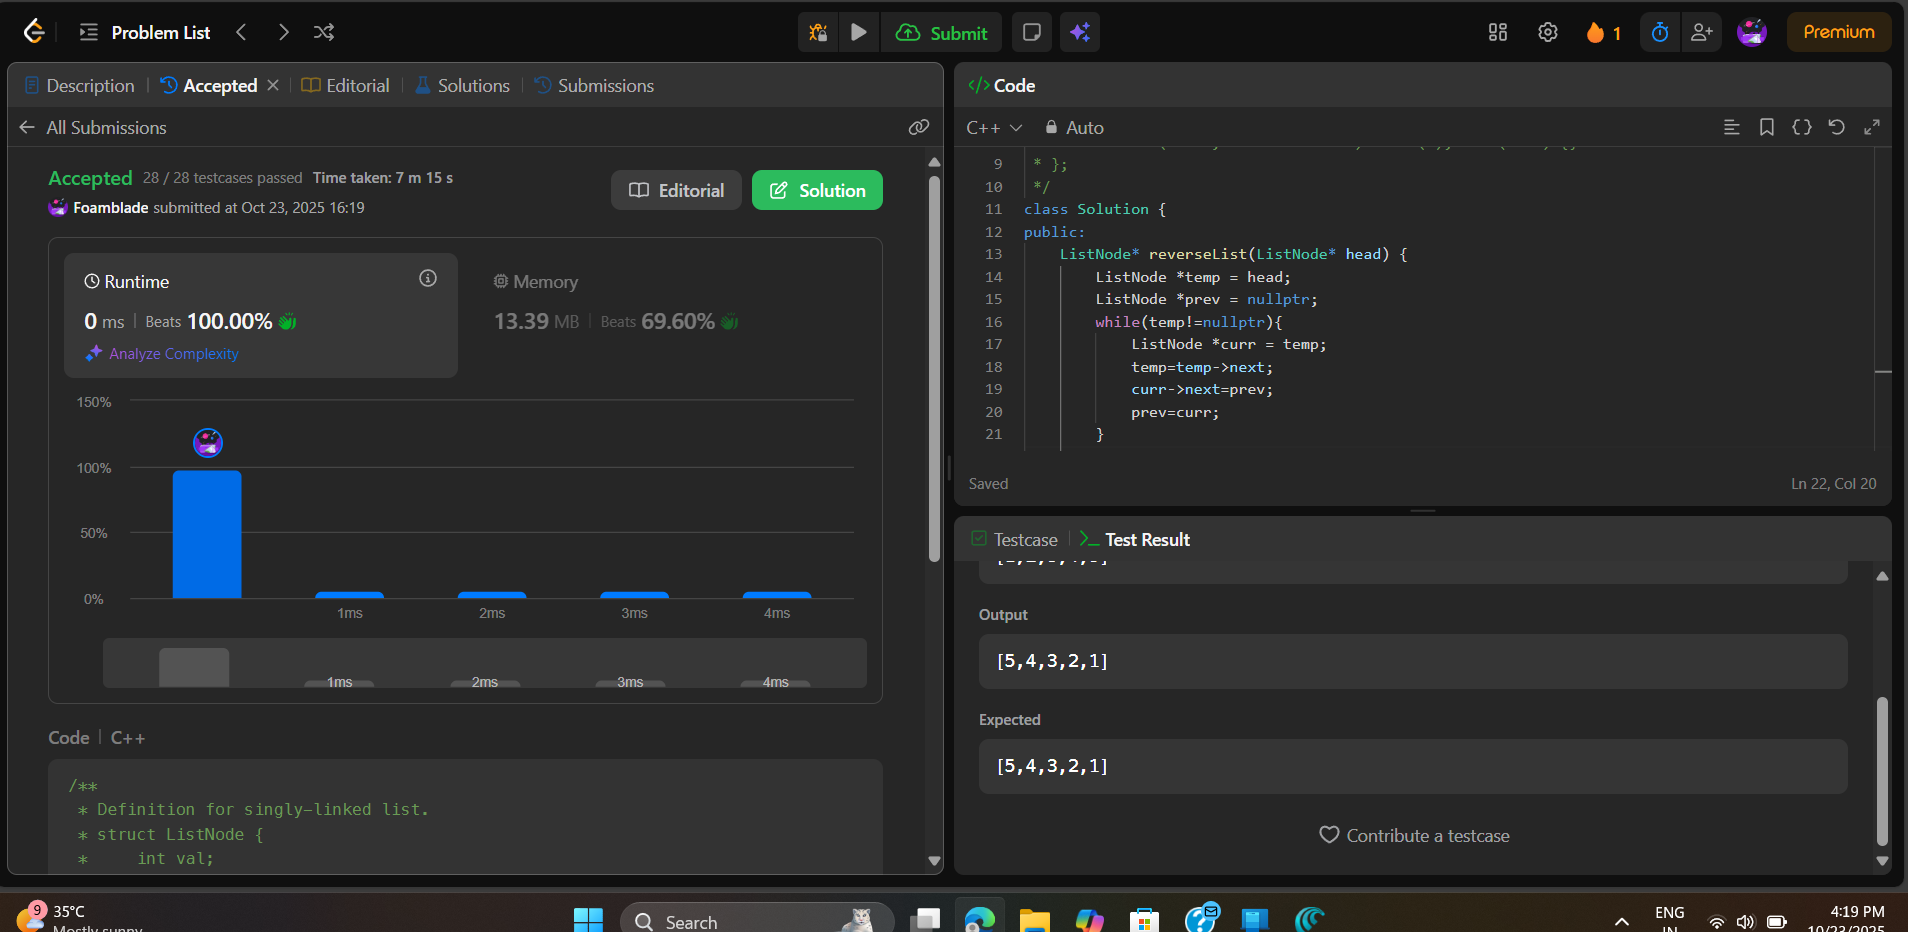 Problem List
Submit
1
Premium
Description
Accepted
Editorial
Solutions
Submissions
All Submissions
Accepted 28 / 28 testcases passed Time taken: 7 m 15 s
Foamblade submitted at Oct 23, 2025 16:19
Editorial
Solution
Runtime
0 ms | Beats 100.00%
Analyze Complexity
Memory
13.39 MB | Beats 69.60%
150%
100%
50%
0%
1ms 2ms 3ms 4ms
1ms 2ms 3ms 4ms
Code | C++
/**
* Definition for singly-linked list.
* struct ListNode {
*     int val;
</> Code
C++ Auto
9 * };
10 */
11 class Solution {
12 public:
13     ListNode* reverseList(ListNode* head) {
14         ListNode *temp = head;
15         ListNode *prev = nullptr;
16         while(temp!=nullptr){
17             ListNode *curr = temp;
18             temp=temp->next;
19             curr->next=prev;
20             prev=curr;
21         }
Saved
Ln 22, Col 20
Testcase
Test Result
Output
[5,4,3,2,1]
Expected
[5,4,3,2,1]
Contribute a testcase
9
35°C
Mostly sunny
Search
ENG
IN
4:19 PM
10/23/2025